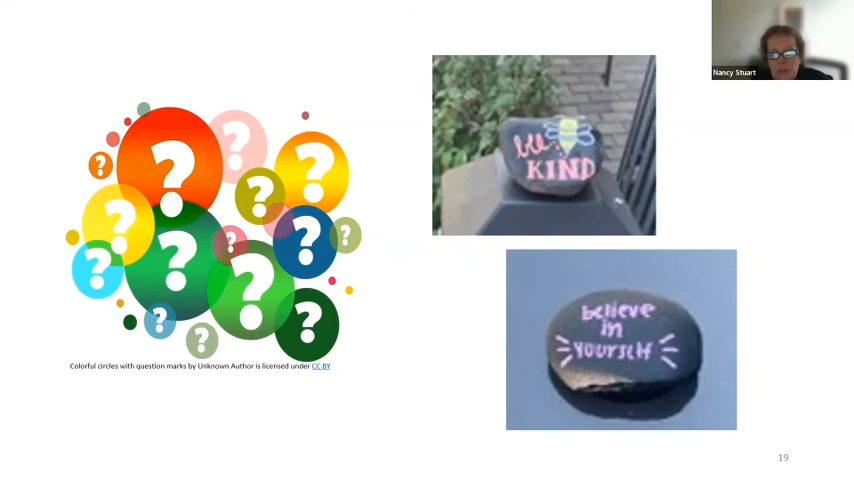 Nancy Stuart
?
?
?
?
?
?
?
?
?
?
?
?
?
?
Colorful circles with question marks by Unknown Author is licensed under CC BY
bee
KIND
believe
in
yourself
19